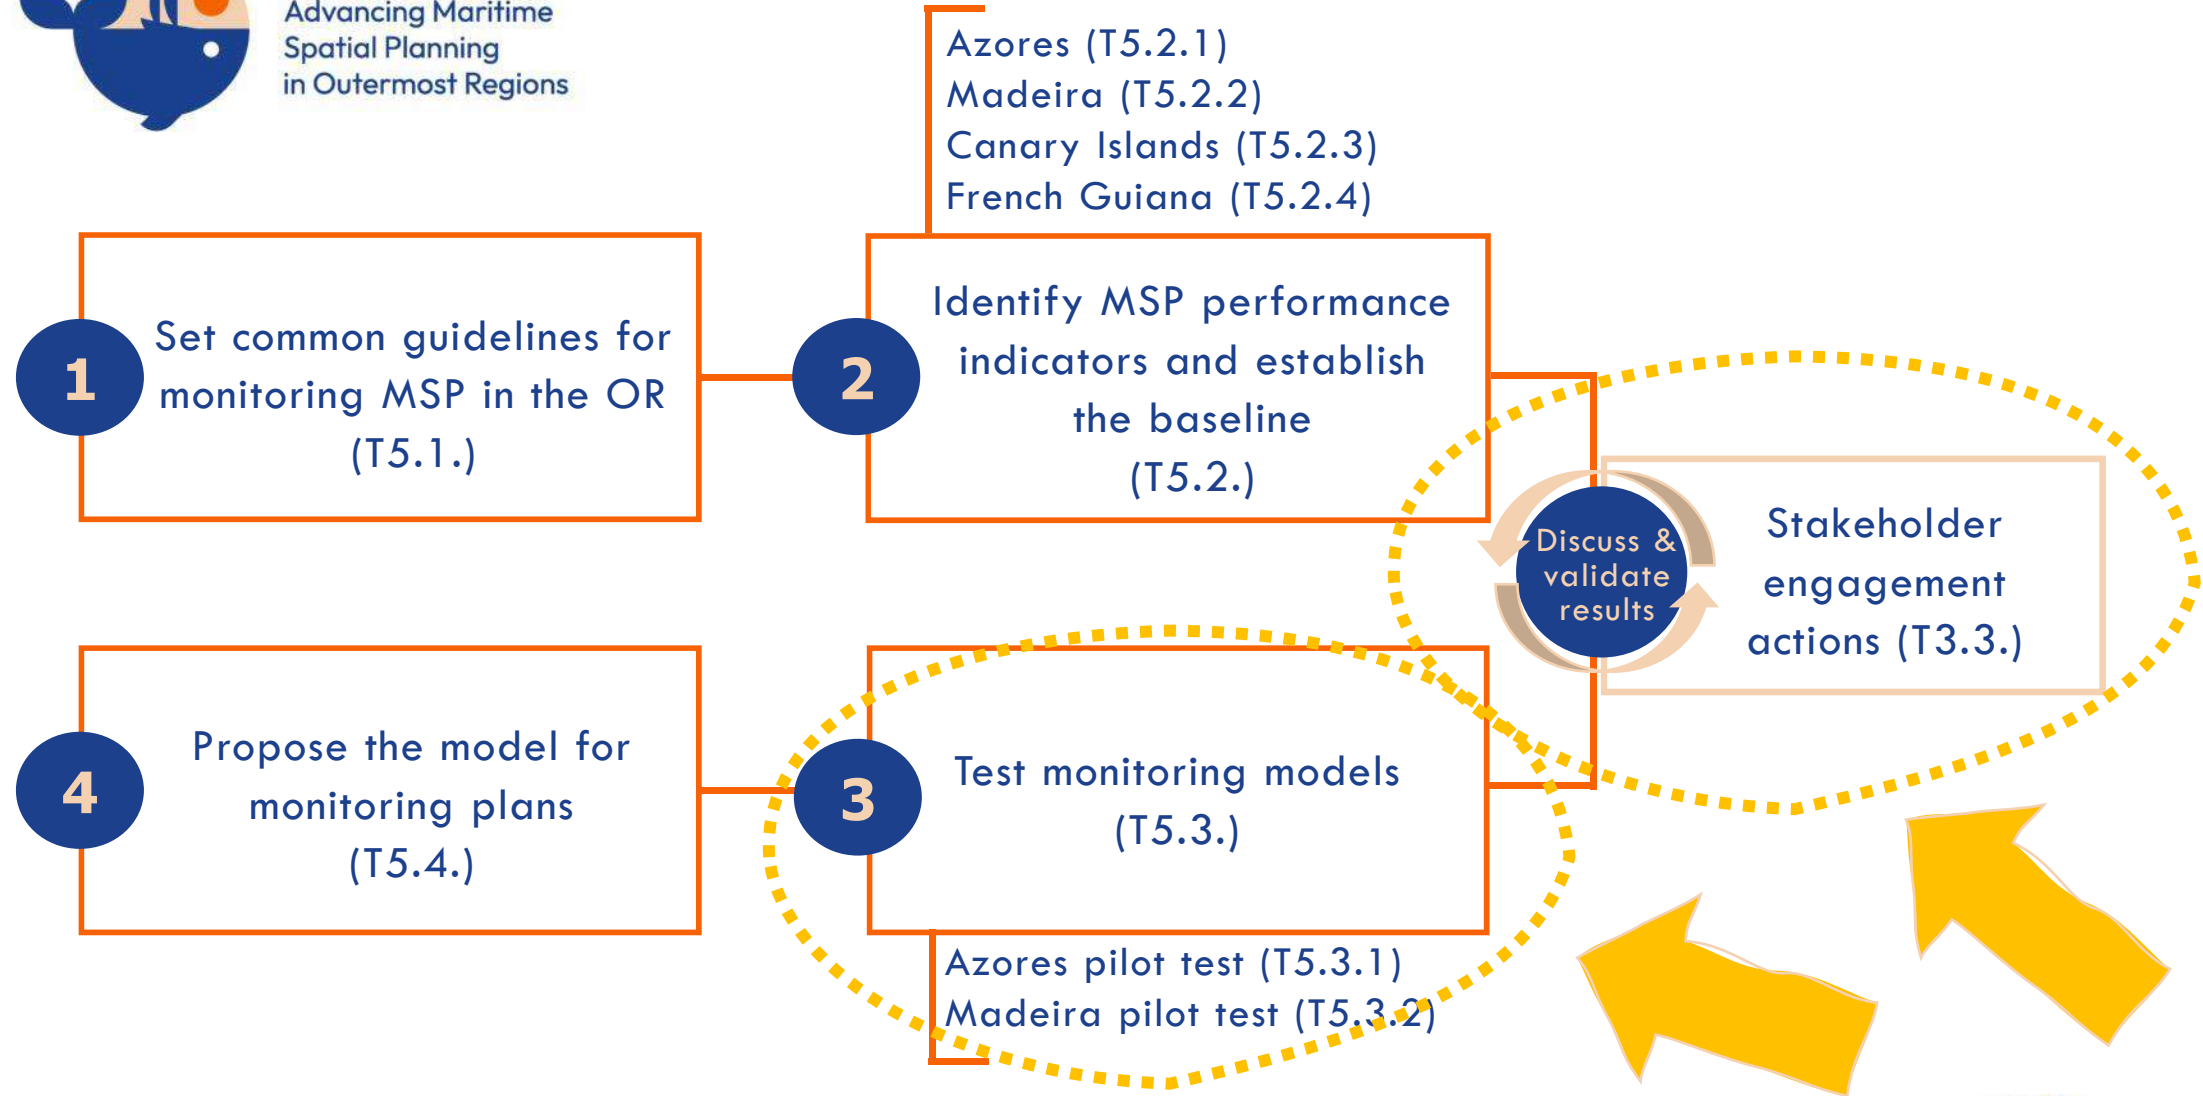 Advancing Maritime
Spatial Planning
in Outermost Regions
Azores (T5.2.1)
Madeira (T5.2.2)
Canary Islands (T5.2.3)
French Guiana (T5.2.4)
1
Set common guidelines for
monitoring MSP in the OR
(T5.1.)
2
Identify MSP performance
indicators and establish
the baseline
(T5.2.)
Discuss &
validate
results
Stakeholder
engagement
actions (T3.3.)
4
Propose the model for
monitoring plans
(T5.4.)
3
Test monitoring models
(T5.3.)
Azores pilot test (T5.3.1)
Madeira pilot test (T5.3.2)